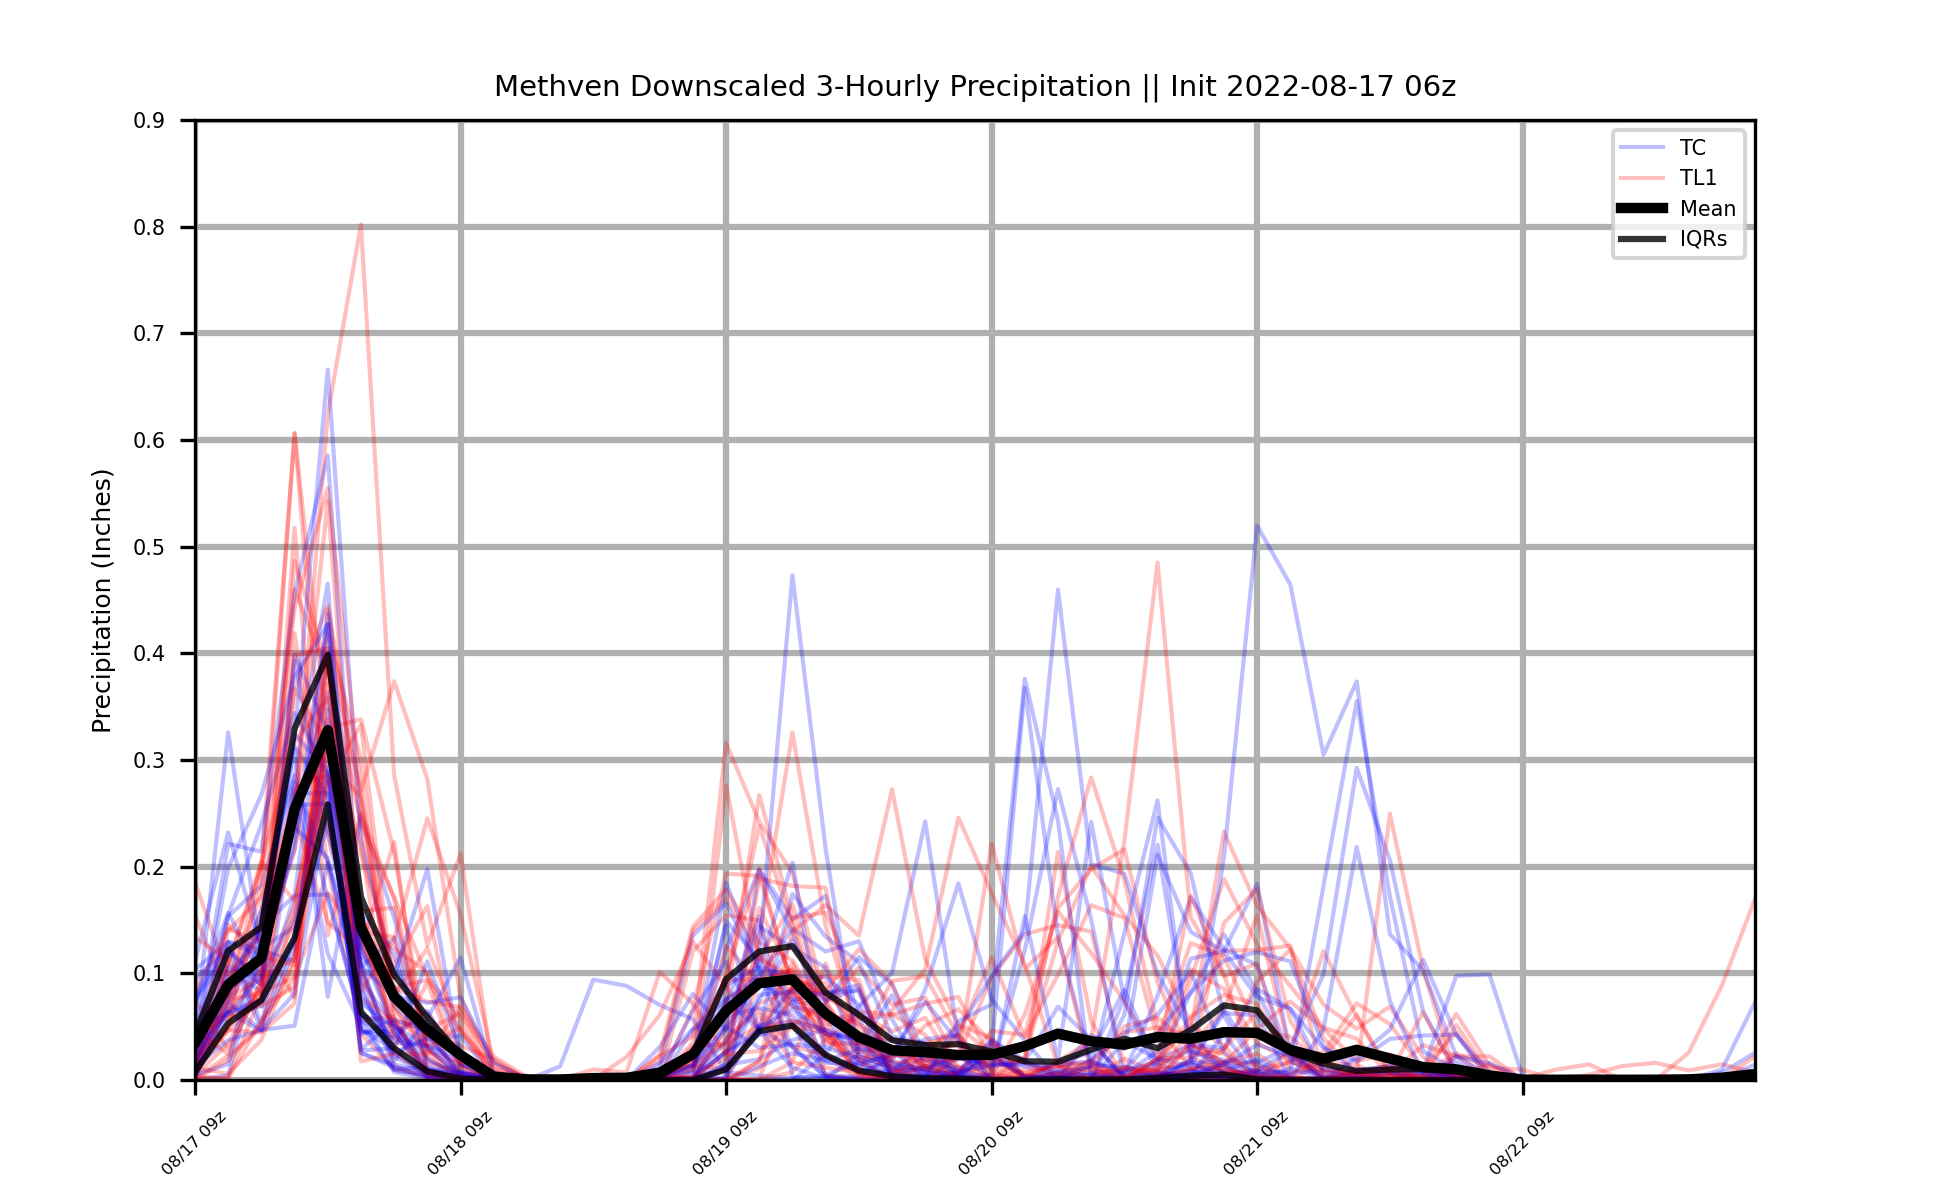 Methven Downscaled 3-Hourly Precipitation || Init 2022-08-17 06z
TC
TL1
Mean
IQRs
Precipitation (Inches)
0.9
0.8
0.7
0.6
0.5
0.4
0.3
0.2
0.1
0.0
08/17 09z
08/18 09z
08/19 09z
08/20 09z
08/21 09z
08/22 09z